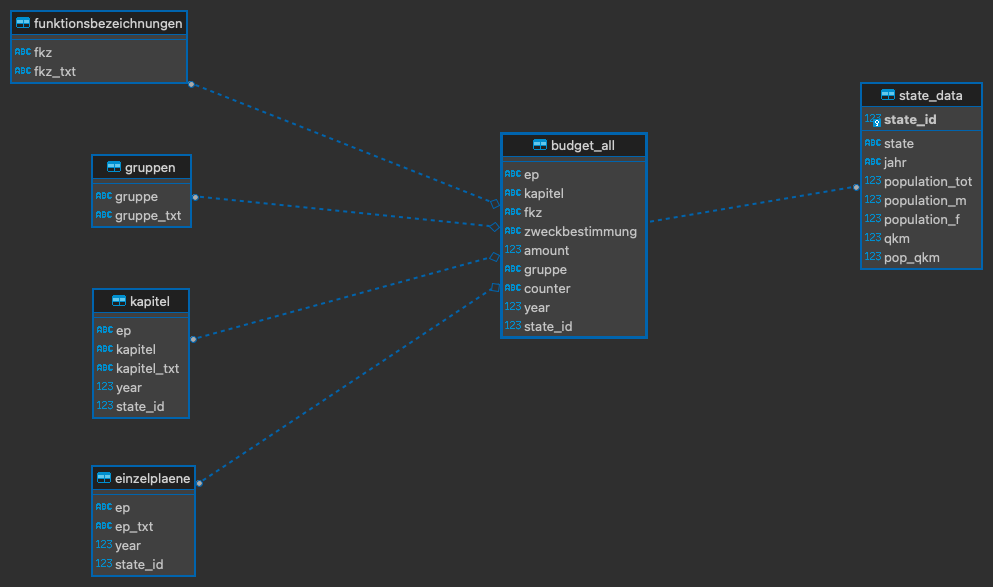 funktionsbezeichnungen
ABC fkz
ABC fkz_txt
gruppen
ABC gruppe
ABC gruppe_txt
kapitel
ABC ep
ABC kapitel
ABC kapitel_txt
123 year
123 state_id
einzelplaene
ABC ep
ABC ep_txt
123 year
123 state_id
budget_all
ABC ep
ABC kapitel
ABC fkz
ABC zweckbestimmung
123 amount
ABC gruppe
ABC counter
123 year
123 state_id
state_data
123 state_id
ABC state
ABC jahr
123 population_tot
123 population_m
123 population_f
123 qkm
123 pop_qkm